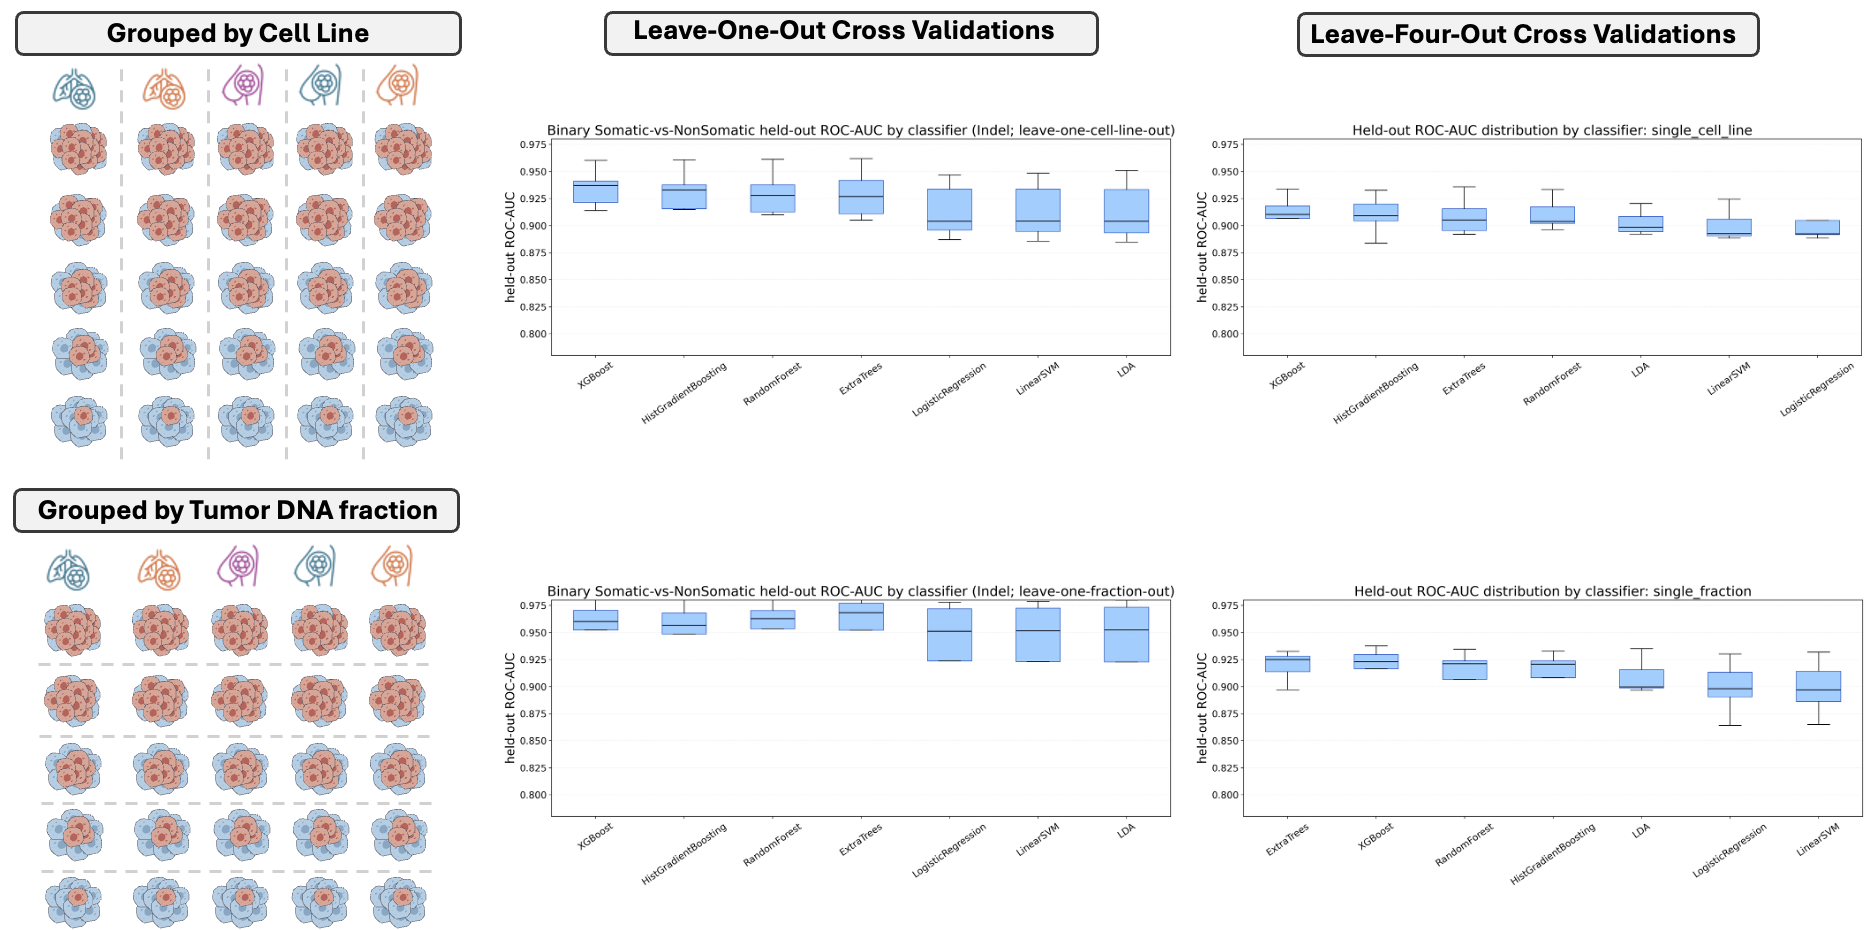 Grouped by Cell Line
Leave-One-Out Cross Validations
Leave-Four-Out Cross Validations
Binary Somatic-vs-NonSomatic held-out ROC-AUC by classifier (Indel; leave-one-cell-line-out)
held-out ROC-AUC
0.975
0.950
0.925
0.900
0.875
0.850
0.825
0.800
XGBoost
HistGradientBoosting
RandomForest
ExtraTrees
LogisticRegression
LinearSVM
LDA
Held-out ROC-AUC distribution by classifier: single_cell_line
held-out ROC-AUC
0.975
0.950
0.925
0.900
0.875
0.850
0.825
0.800
XGBoost
HistGradientBoosting
ExtraTrees
RandomForest
LDA
LinearSVM
LogisticRegression
Grouped by Tumor DNA fraction
Binary Somatic-vs-NonSomatic held-out ROC-AUC by classifier (Indel; leave-one-fraction-out)
held-out ROC-AUC
0.975
0.950
0.925
0.900
0.875
0.850
0.825
0.800
XGBoost
HistGradientBoosting
RandomForest
ExtraTrees
LogisticRegression
LinearSVM
LDA
Held-out ROC-AUC distribution by classifier: single_fraction
held-out ROC-AUC
0.975
0.950
0.925
0.900
0.875
0.850
0.825
0.800
ExtraTrees
XGBoost
RandomForest
HistGradientBoosting
LDA
LogisticRegression
LinearSVM